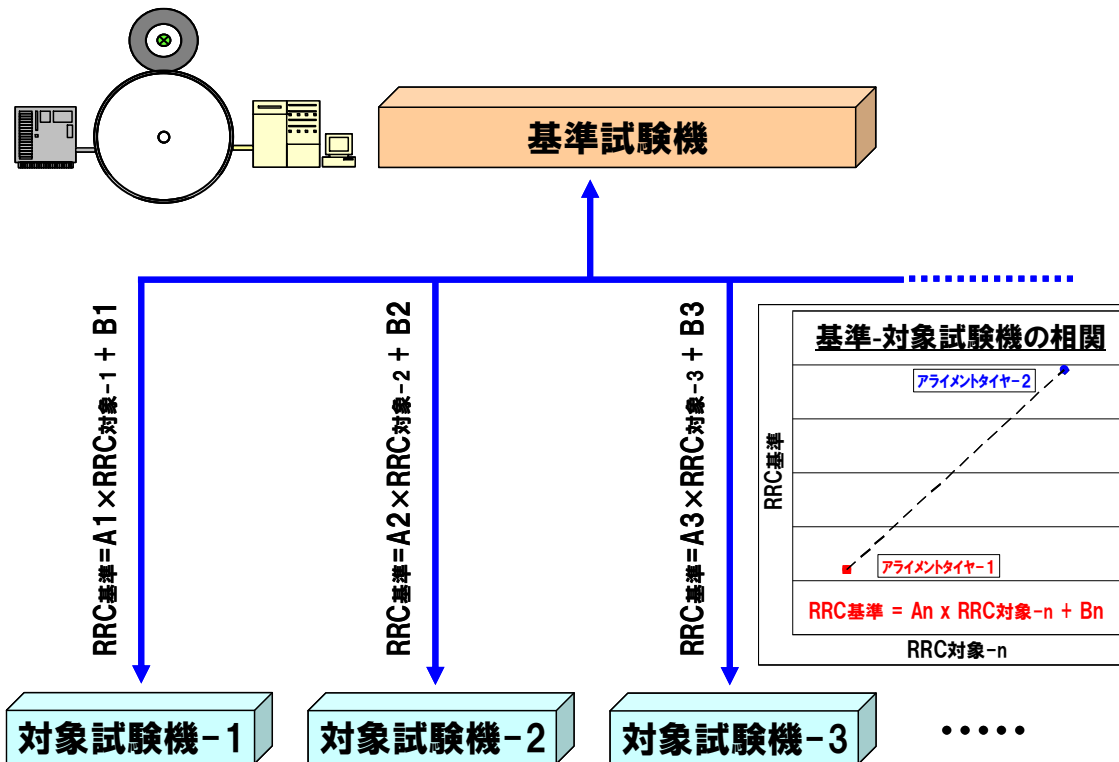 基準試験機
RRC基準=A1×RRC対象-1 + B1
RRC基準=A2×RRC対象-2 + B2
RRC基準=A3×RRC対象-3 + B3
基準-対象試験機の相関
アライメントタイヤ-2
RRC基準
アライメントタイヤ-1
RRC基準 = An x RRC対象-n + Bn
RRC対象-n
対象試験機-1
対象試験機-2
対象試験機-3
•••••